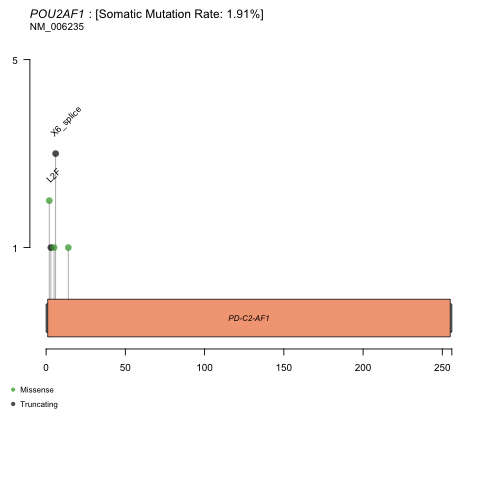 POU2AF1 : [Somatic Mutation Rate: 1.91%]
NM_006235
5
X6_splice
L2F
1
PD-C2-AF1
0 50 100 150 200 250
Missense
Truncating